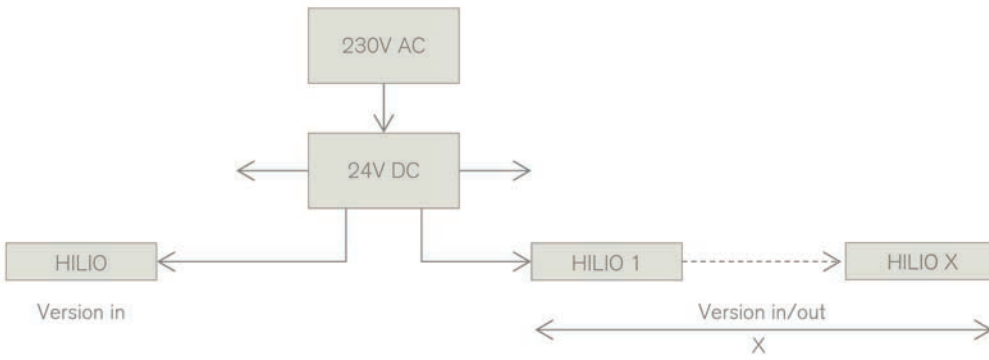 230V AC
24V DC
HILIO
HILIO 1
HILIO X
Version in
Version in/out
X